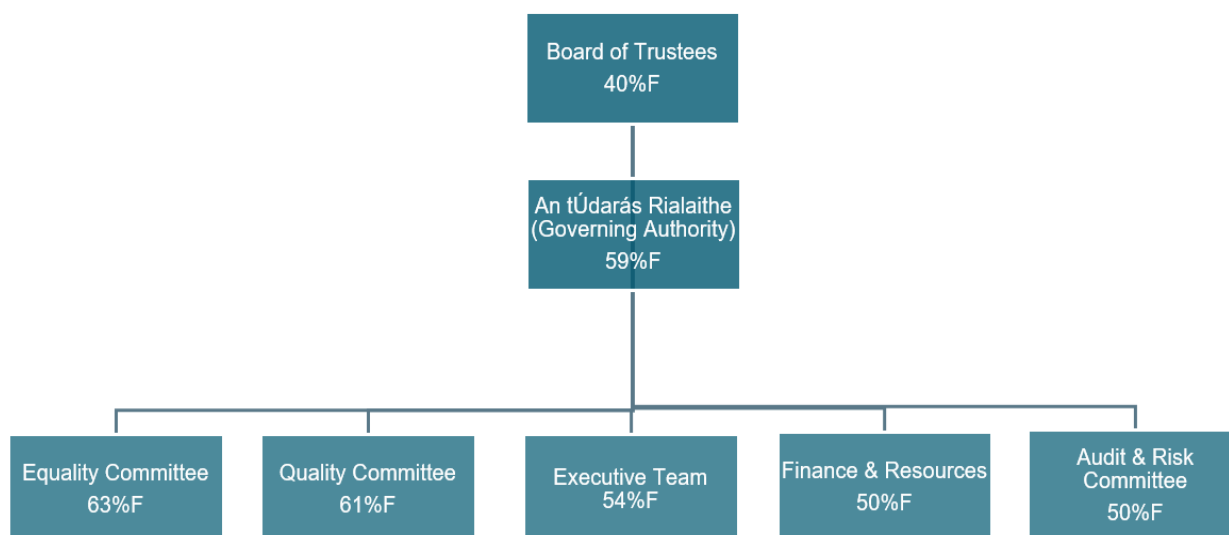 Board of Trustees
40%F
An tÚdarás Rialaithe
(Governing Authority)
59%F
Equality Committee
63%F
Quality Committee
61%F
Executive Team
54%F
Finance & Resources
50%F
Audit & Risk
Committee
50%F